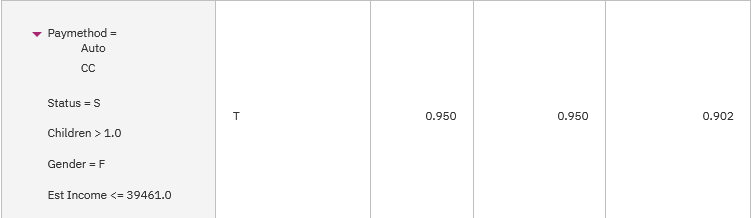 Paymethod =
Auto
CC
Status = S
Children > 1.0
Gender = F
Est Income <= 39461.0
T
0.950
0.950
0.902